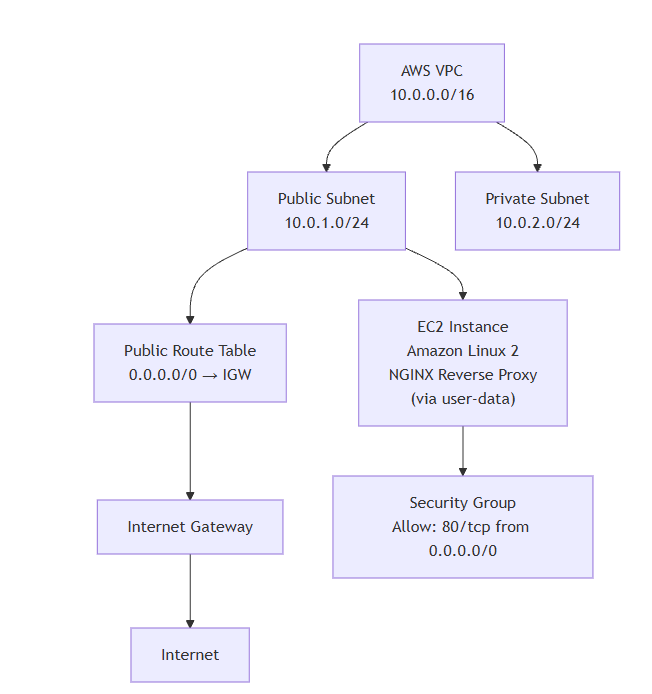 AWS VPC
10.0.0.0/16
Public Subnet
10.0.1.0/24
Private Subnet
10.0.2.0/24
Public Route Table
0.0.0.0/0 → IGW
EC2 Instance
Amazon Linux 2
NGINX Reverse Proxy
(via user-data)
Internet Gateway
Security Group
Allow: 80/tcp from
0.0.0.0/0
Internet